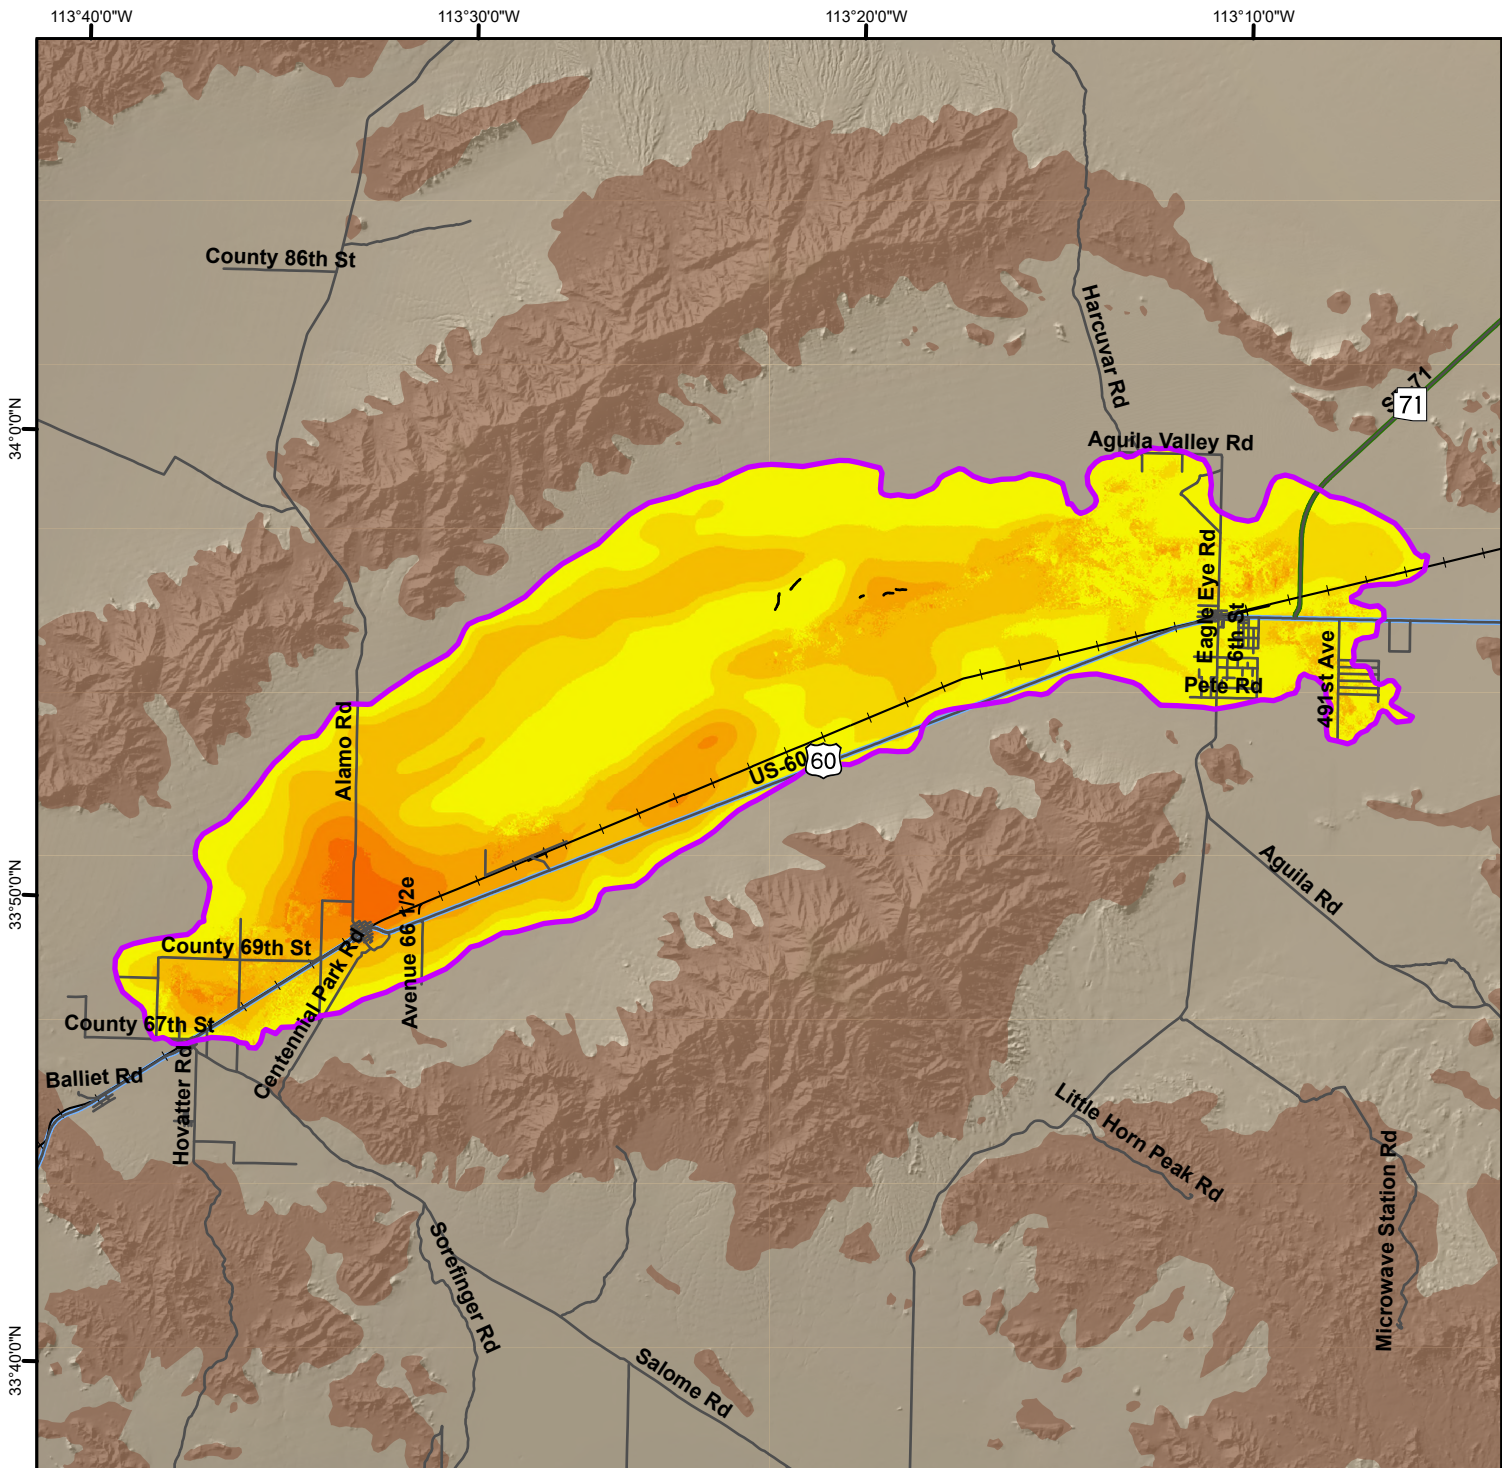 113°40'0"W
113°30'0"W
113°20'0"W
113°10'0"W
County 86th St
Harcuvar Rd
71
34°0'0"N
Aguila Valley Rd
Eagle Eye Rd
6th St
491st Ave
Pete Rd
Alamo Rd
US-60
60
Aguila Rd
33°50'0"N
Avenue 66 1/2e
County 69th St
Centennial Park Rd
County 67th St
Balliet Rd
Hovatter Rd
Little Horn Peak Rd
Microwave Station Rd
Sorefinger Rd
Salome Rd
33°40'0"N